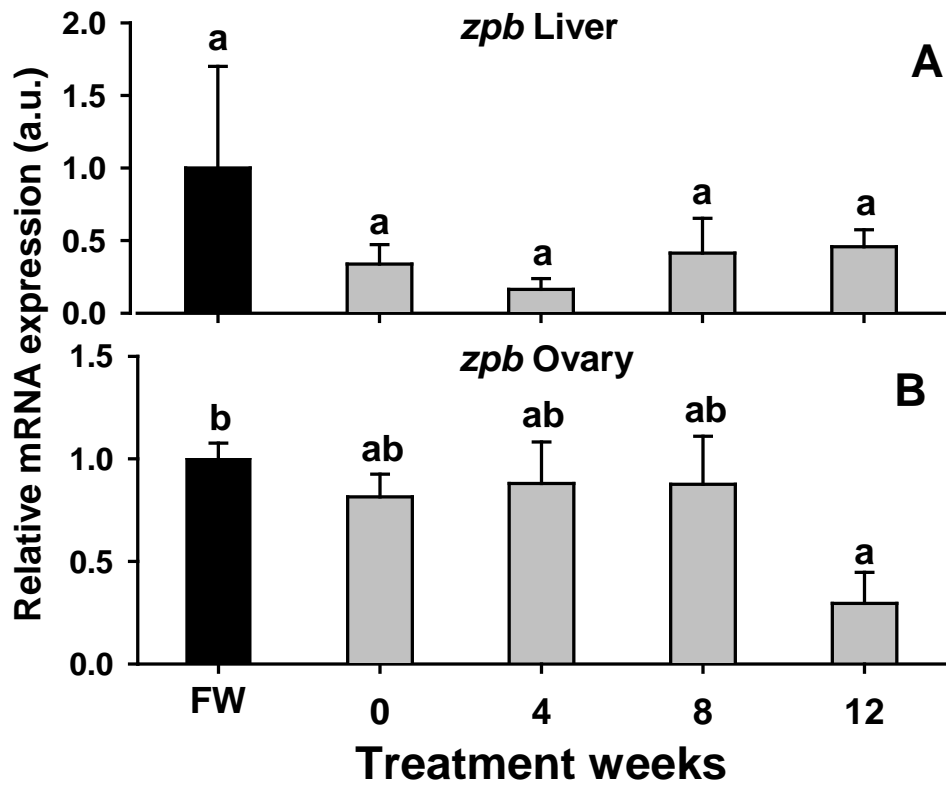 zpb Liver
A
Relative mRNA expression (a.u.)
2.0
1.5
1.0
0.5
0.0
a
a
a
a
a
zpb Ovary
B
1.5
1.0
0.5
0.0
b
ab
ab
ab
a
FW
0
4
8
12
Treatment weeks